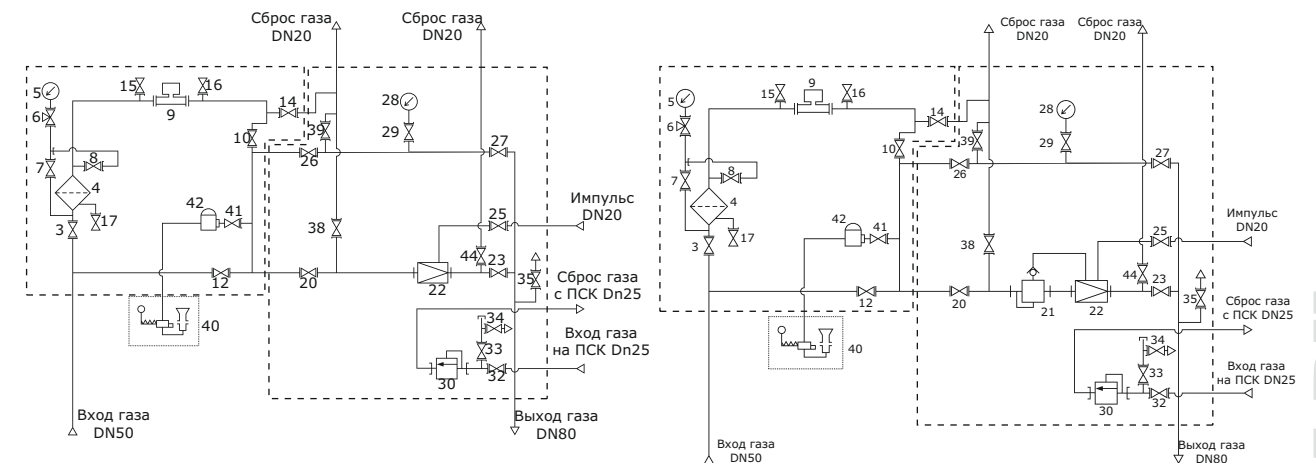 Сброс газа
DN20
Сброс газа
DN20
5
6
7
8
4
3
17
15
16
9
14
10
28
29
39
26
27
42
41
38
Импульс
DN20
25
44
23
12
20
22
35
Сброс газа
с ПСК Dn25
40
34
33
Вход газа
на ПСК Dn25
30
32
Вход газа
DN50
Выход газа
DN80
Сброс газа
DN20
Сброс газа
DN20
5
6
7
8
4
3
17
15
16
9
14
10
28
29
39
26
27
42
41
38
Импульс
DN20
25
44
23
12
20
21
22
35
Сброс газа
с ПСК DN25
40
34
33
Вход газа
на ПСК DN25
30
32
Вход газа
DN50
Выход газа
DN80